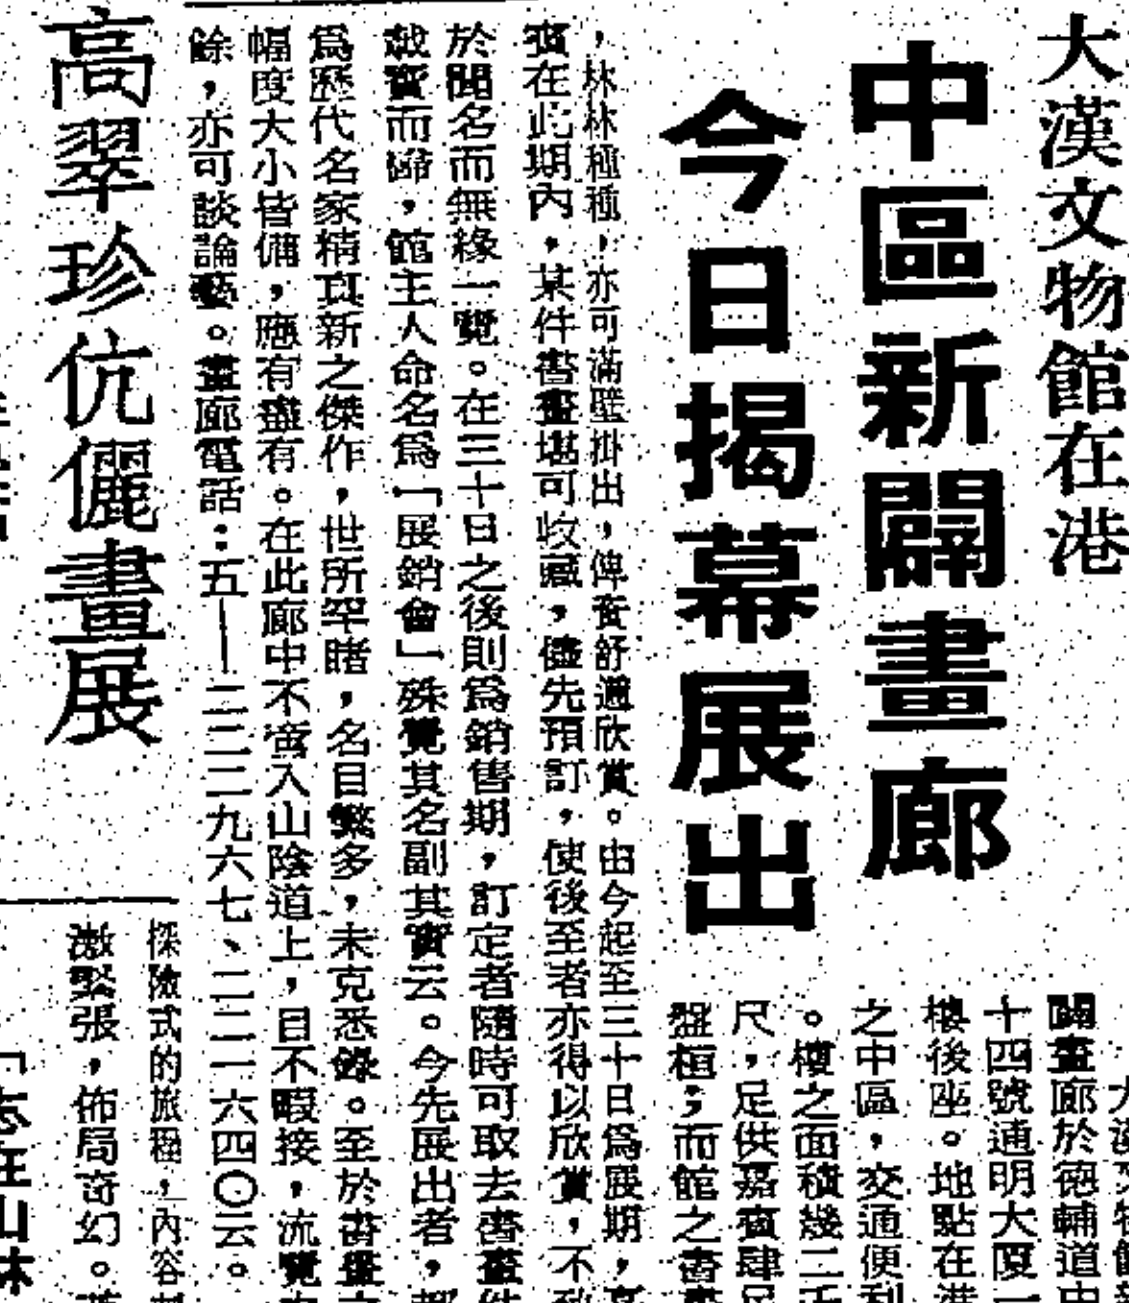 大漢文物館在港
中區新闢畫廊
今日揭幕展出
闢畫廊於德輔道中
十四號通明大廈一
樓後座。地點在港
之中區，交通便利
。樓之面積幾二千
尺，足供嘉賓肆足
盤桓；而館之書畫
，林林種種，亦可滿壁掛出，俾資舒適欣賞。由今起至三十日為展期，嘉
賓在此期內，某件書畫堪可收藏，儘先預訂，使後至者亦得以欣賞，不致
於聞名而無緣一覽。在三十日之後則為銷售期，訂定者隨時可取去書畫件
獻寶而歸，館主人命名為「展銷會」殊覺其名副其實云。今先展出者，都
為歷代名家精真新之傑作，世所罕睹，名目繁多，未克悉錄。至於書畫之
幅度大小皆備，應有盡有。在此廊中不啻入山陰道上，目不暇接，流覽之
餘，亦可談論藝。畫廊電話：五——二二二九六七、二二一六四〇云。
高翠珍伉儷畫展
探險式的旅程，內容
激緊張，佈局奇幻。
「志在山林